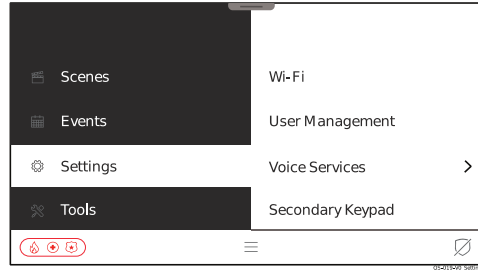 Scenes
Events
Settings
Tools
Wi-Fi
User Management
Voice Services
Secondary Keypad